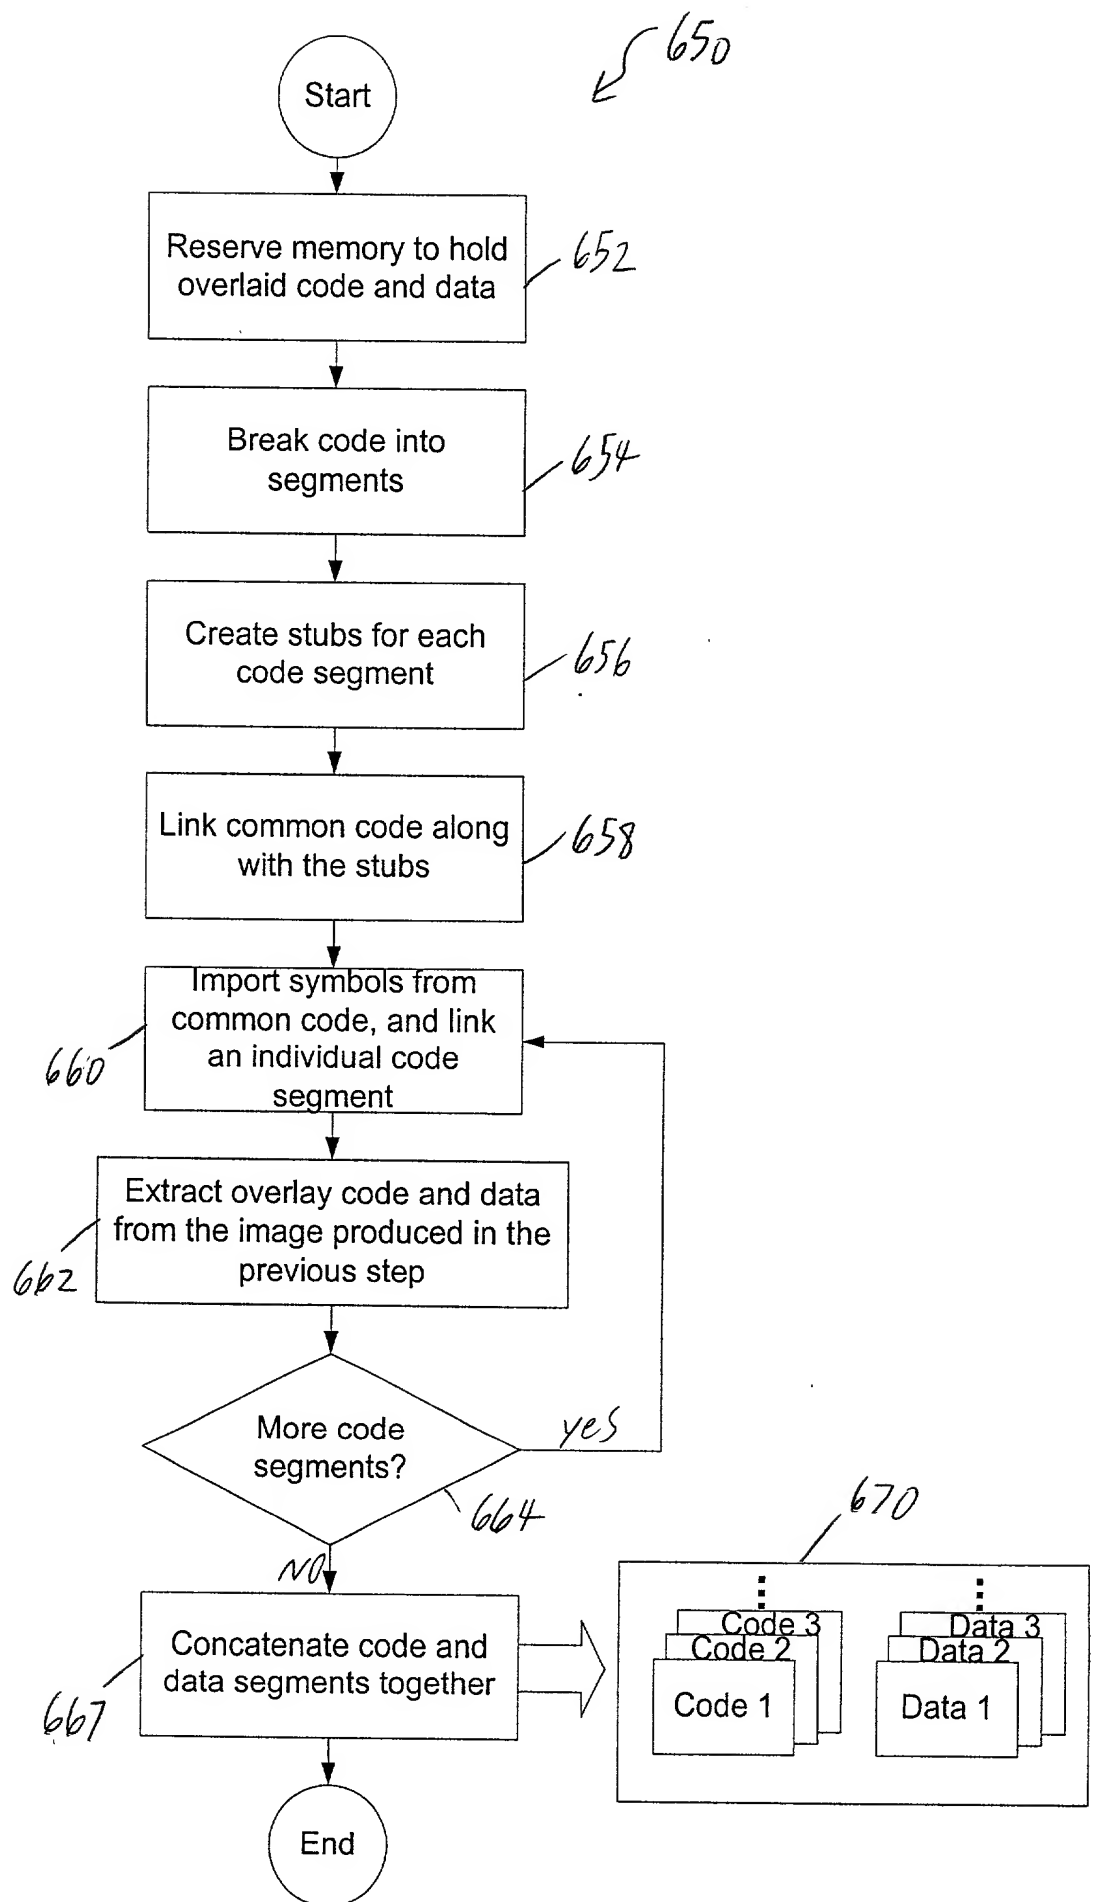 650
Start
Reserve memory to hold
overlaid code and data
652
Break code into
segments
654
Create stubs for each
code segment
656
Link common code along
with the stubs
658
Import symbols from
common code, and link
an individual code
segment
660
Extract overlay code and data
from the image produced in the
previous step
662
More code
segments?
yes
664
NO
670
Concatenate code and
data segments together
667
Code 3
Code 2
Code 1
Data 3
Data 2
Data 1
End